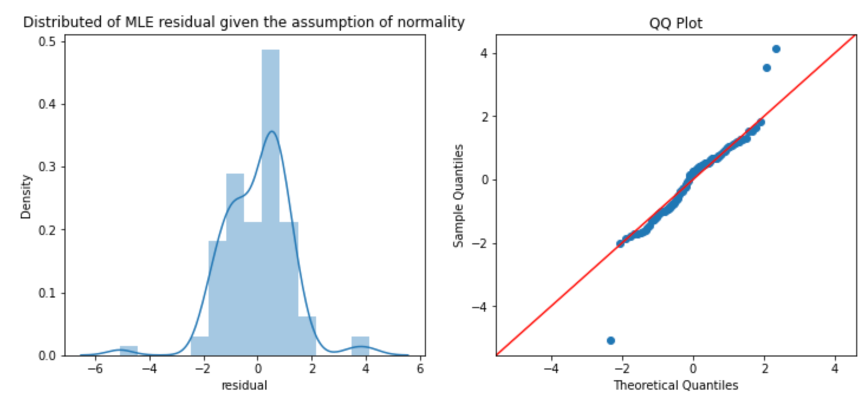 Distributed of MLE residual given the assumption of normality
0.5
0.4
0.3
0.2
0.1
0.0
Density
−6 −4 −2 0 2 4 6
residual
QQ Plot
4
2
0
−2
−4
Sample Quantiles
−4 −2 0 2 4
Theoretical Quantiles